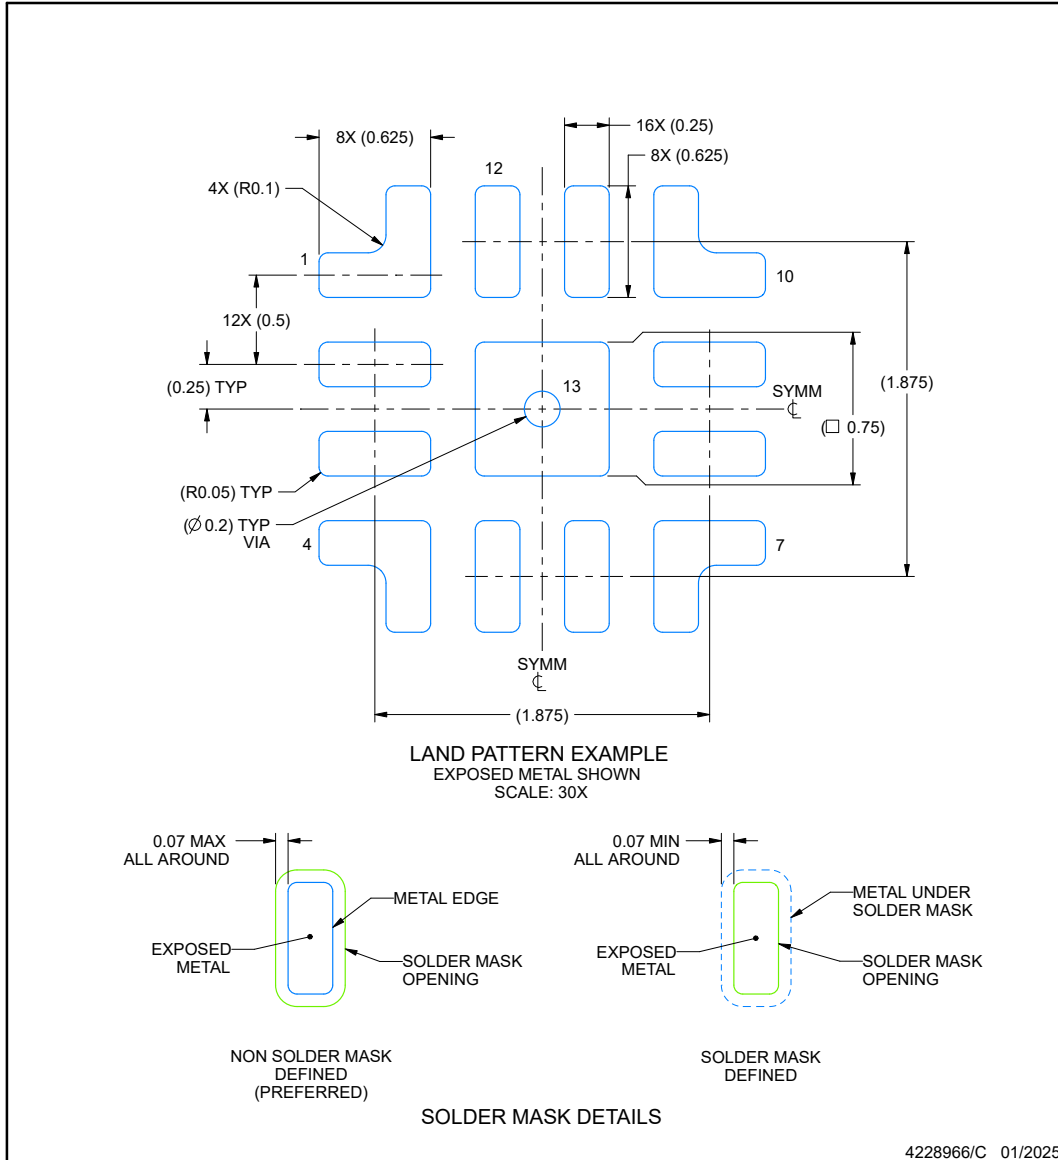 8X (0.625)
16X (0.25)
8X (0.625)
12
4X (R0.1)
1
10
12X (0.5)
(0.25) TYP
13
SYMM
℄
(1.875)
(□ 0.75)
(R0.05) TYP
(∅ 0.2) TYP
VIA
4
7
SYMM
℄
(1.875)
LAND PATTERN EXAMPLE
EXPOSED METAL SHOWN
SCALE: 30X
0.07 MAX
ALL AROUND
METAL EDGE
EXPOSED
METAL
SOLDER MASK
OPENING
NON SOLDER MASK
DEFINED
(PREFERRED)
0.07 MIN
ALL AROUND
METAL UNDER
SOLDER MASK
EXPOSED
METAL
SOLDER MASK
OPENING
SOLDER MASK
DEFINED
SOLDER MASK DETAILS
4228966/C 01/2025